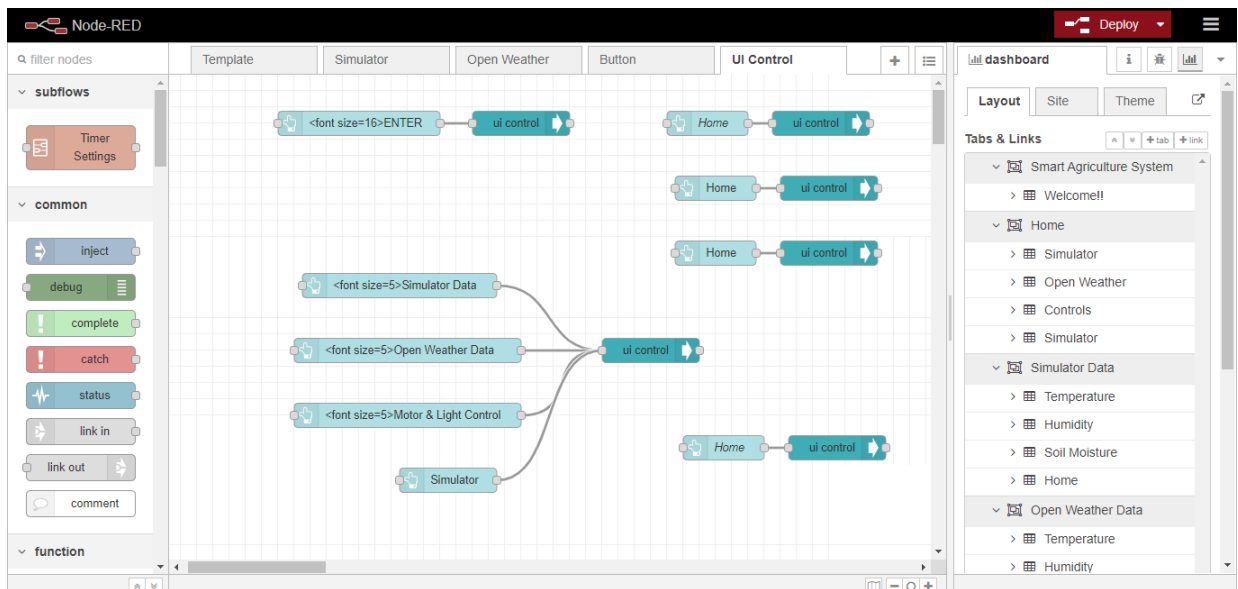 Node-RED
Deploy
filter nodes
Template
Simulator
Open Weather
Button
UI Control
dashboard
i
subflows
Timer
Settings
common
inject
debug
complete
catch
status
link in
link out
comment
function
<font size=16>ENTER
ui control
Home
ui control
Home
ui control
Home
ui control
<font size=5>Simulator Data
<font size=5>Open Weather Data
ui control
<font size=5>Motor & Light Control
Simulator
Home
ui control
Layout
Site
Theme
Tabs & Links
+ tab
+ link
Smart Agriculture System
Welcome!!
Home
Simulator
Open Weather
Controls
Simulator
Simulator Data
Temperature
Humidity
Soil Moisture
Home
Open Weather Data
Temperature
Humidity